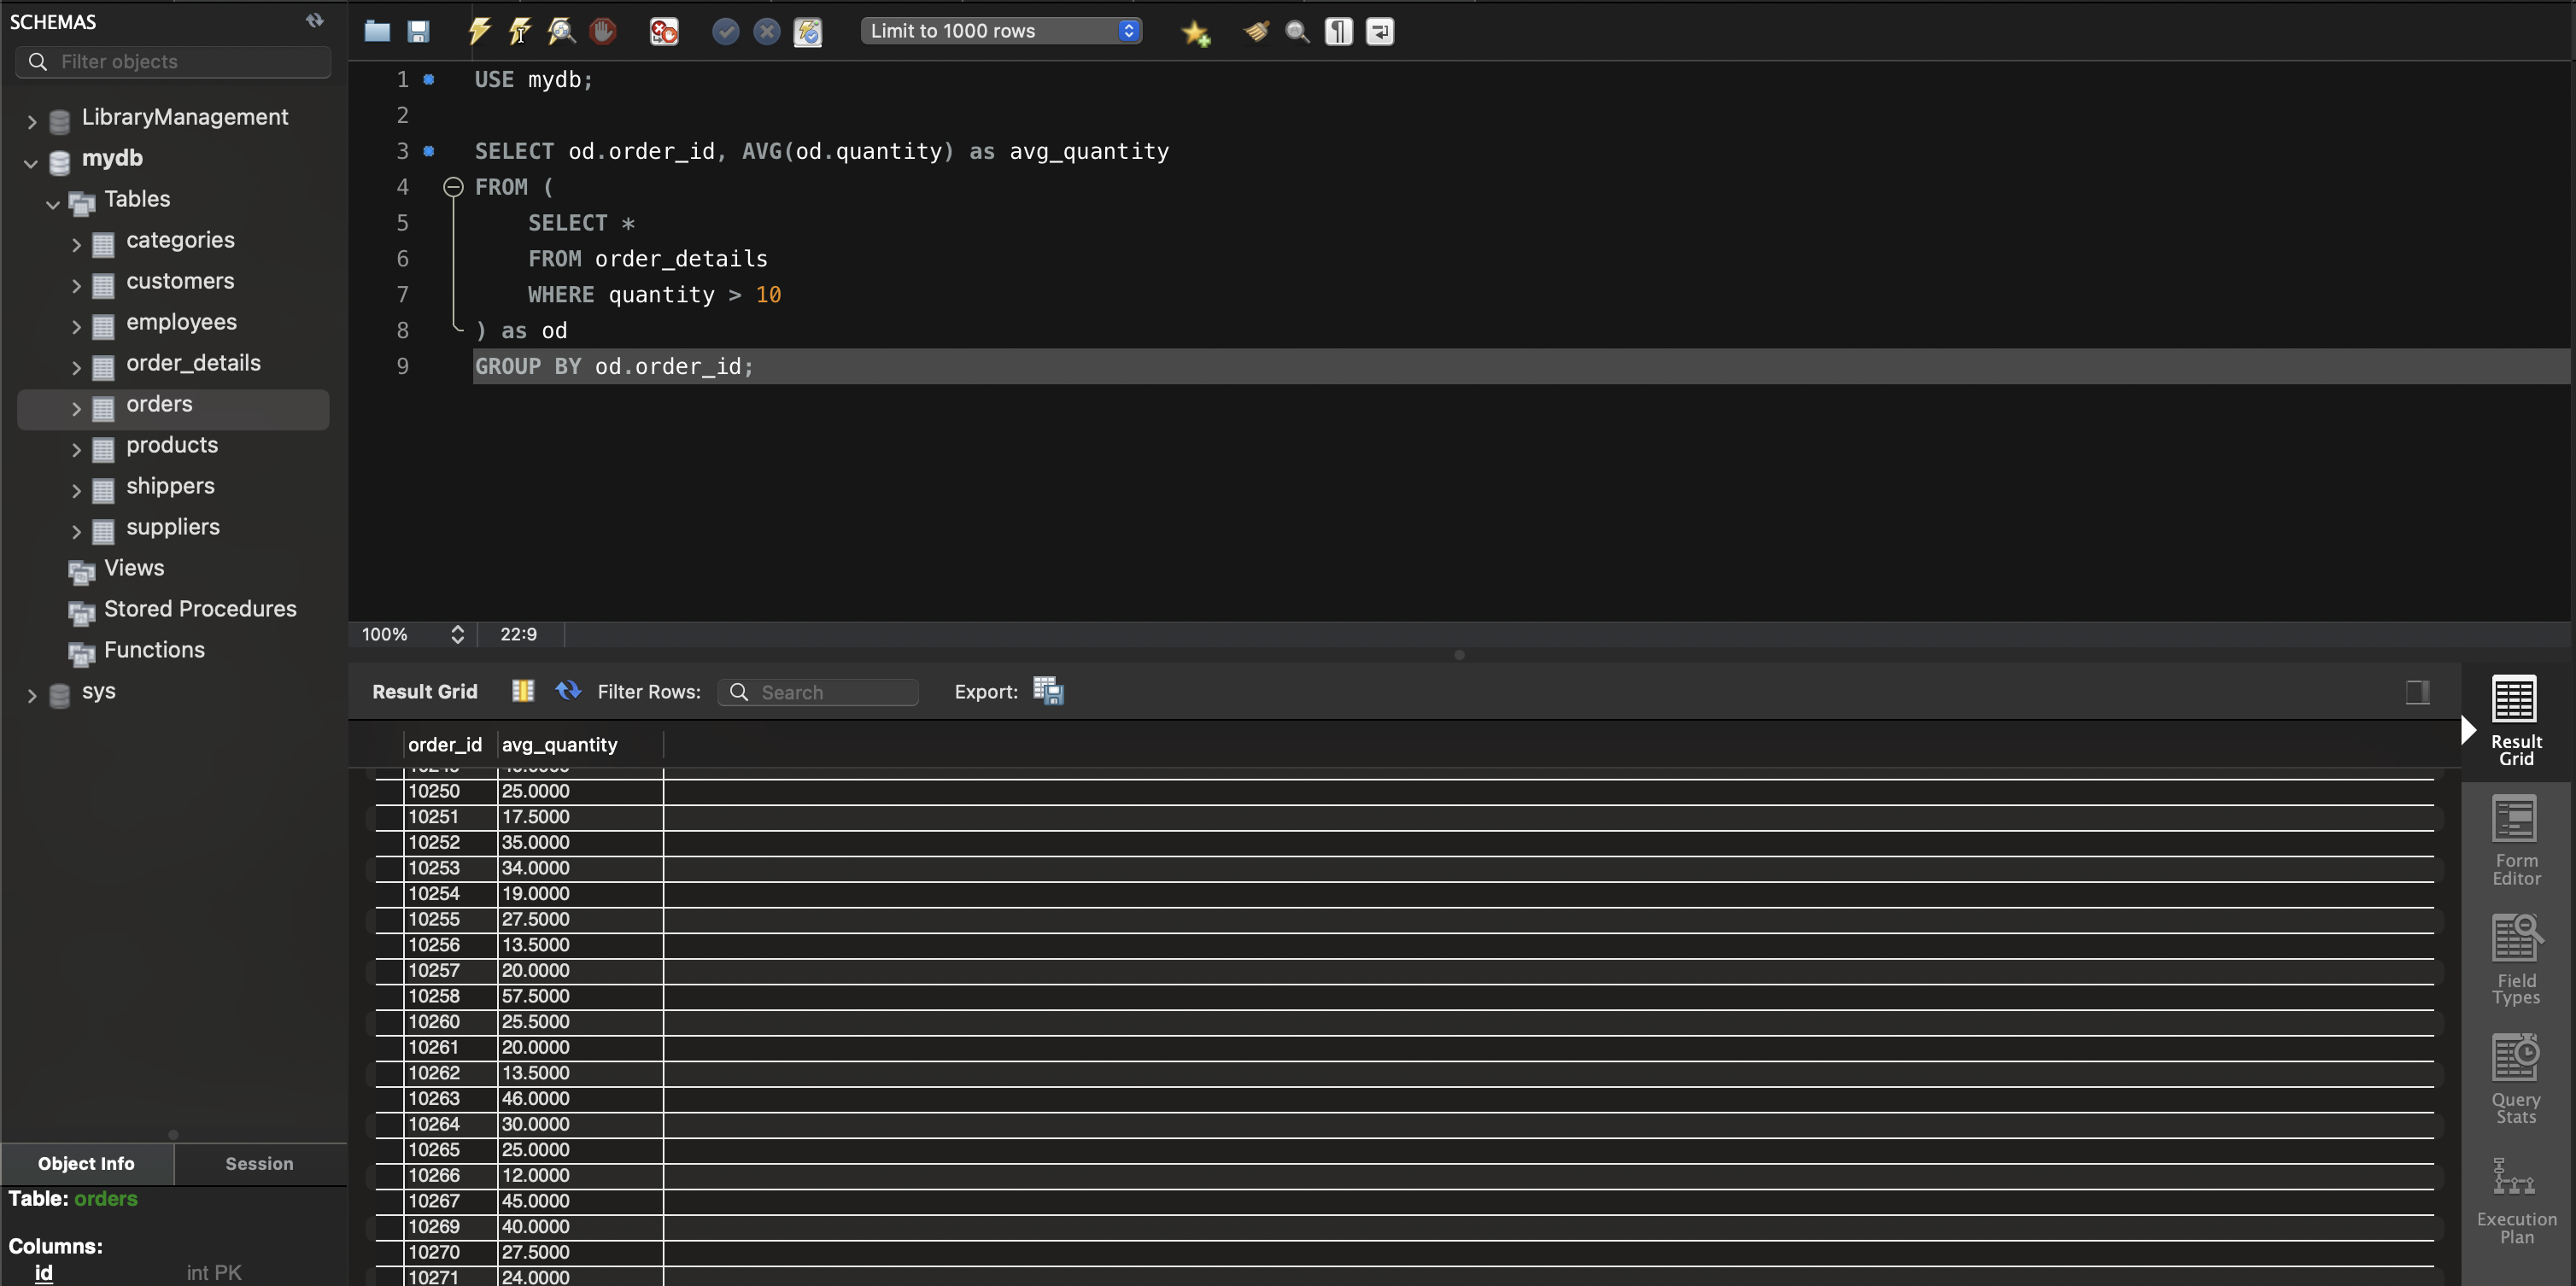 SCHEMAS
Filter objects
LibraryManagement
mydb
Tables
categories
customers
employees
order_details
orders
products
shippers
suppliers
Views
Stored Procedures
Functions
sys
Object Info Session
Table: orders
Columns:
id int PK
Limit to 1000 rows
1 USE mydb;
2
3 SELECT od.order_id, AVG(od.quantity) as avg_quantity
4 FROM (
5 SELECT *
6 FROM order_details
7 WHERE quantity > 10
8 ) as od
9 GROUP BY od.order_id;
100% 22:9
Result Grid Filter Rows: Search Export:
order_id avg_quantity
10250 25.0000
10251 17.5000
10252 35.0000
10253 34.0000
10254 19.0000
10255 27.5000
10256 13.5000
10257 20.0000
10258 57.5000
10260 25.5000
10261 20.0000
10262 13.5000
10263 46.0000
10264 30.0000
10265 25.0000
10266 12.0000
10267 45.0000
10269 40.0000
10270 27.5000
10271 24.0000
Result
Grid
Form
Editor
Field
Types
Query
Stats
Execution
Plan